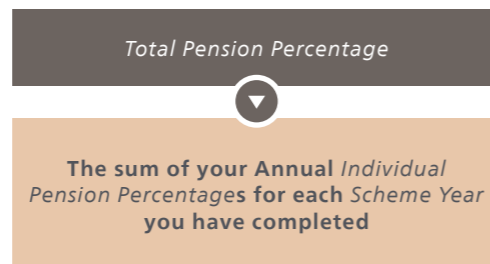 Total Pension Percentage
The sum of your Annual Individual
Pension Percentages for each Scheme Year
you have completed